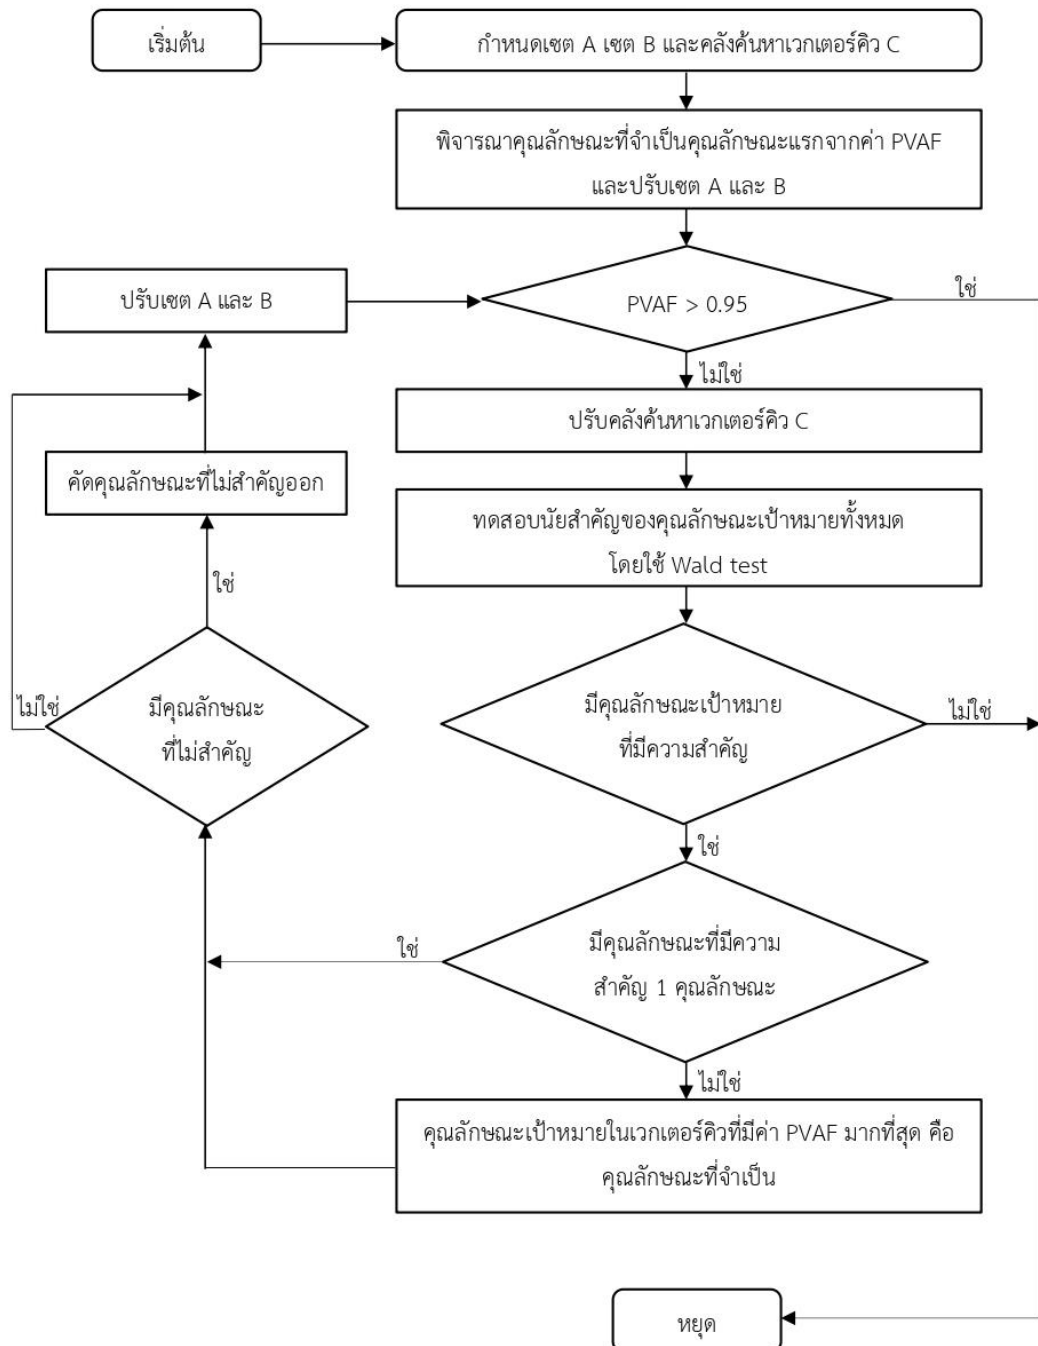 เริ่มต้น
กำหนดเซต A เซต B และคลังค้นหาเวกเตอร์คิว C
พิจารณาคุณลักษณะที่จำเป็นคุณลักษณะแรกจากค่า PVAF
และปรับเซต A และ B
ปรับเซต A และ B
PVAF > 0.95
ใช่
ไม่ใช่
ปรับคลังค้นหาเวกเตอร์คิว C
คัดคุณลักษณะที่ไม่สำคัญออก
ทดสอบนัยสำคัญของคุณลักษณะเป้าหมายทั้งหมด
โดยใช้ Wald test
ใช่
ไม่ใช่
มีคุณลักษณะ
ที่ไม่สำคัญ
มีคุณลักษณะเป้าหมาย
ที่มีความสำคัญ
ไม่ใช่
ใช่
มีคุณลักษณะที่มีความ
สำคัญ 1 คุณลักษณะ
ใช่
ไม่ใช่
คุณลักษณะเป้าหมายในเวกเตอร์คิวที่มีค่า PVAF มากที่สุด คือ
คุณลักษณะที่จำเป็น
หยุด